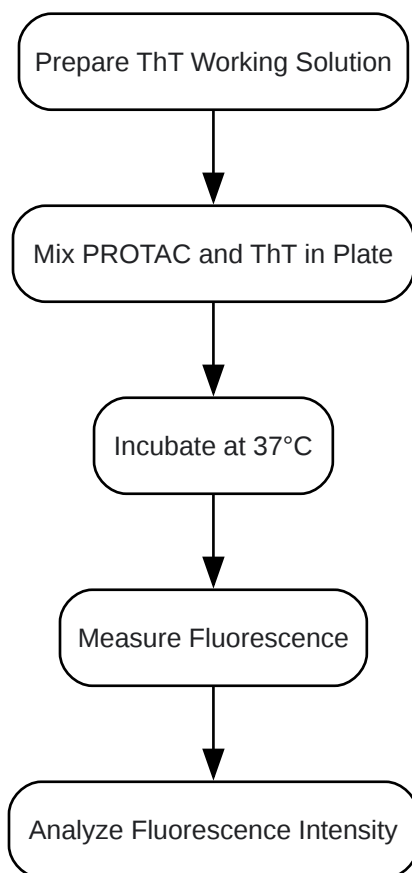 Prepare ThT Working Solution
Mix PROTAC and ThT in Plate
Incubate at 37°C
Measure Fluorescence
Analyze Fluorescence Intensity